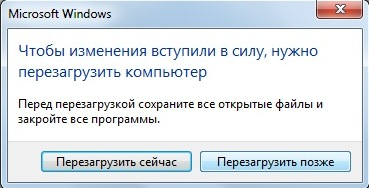 Microsoft Windows
Чтобы изменения вступили в силу, нужно
перезагрузить компьютер
Перед перезагрузкой сохраните все открытые файлы и
закройте все программы.
Перезагрузить сейчас
Перезагрузить позже